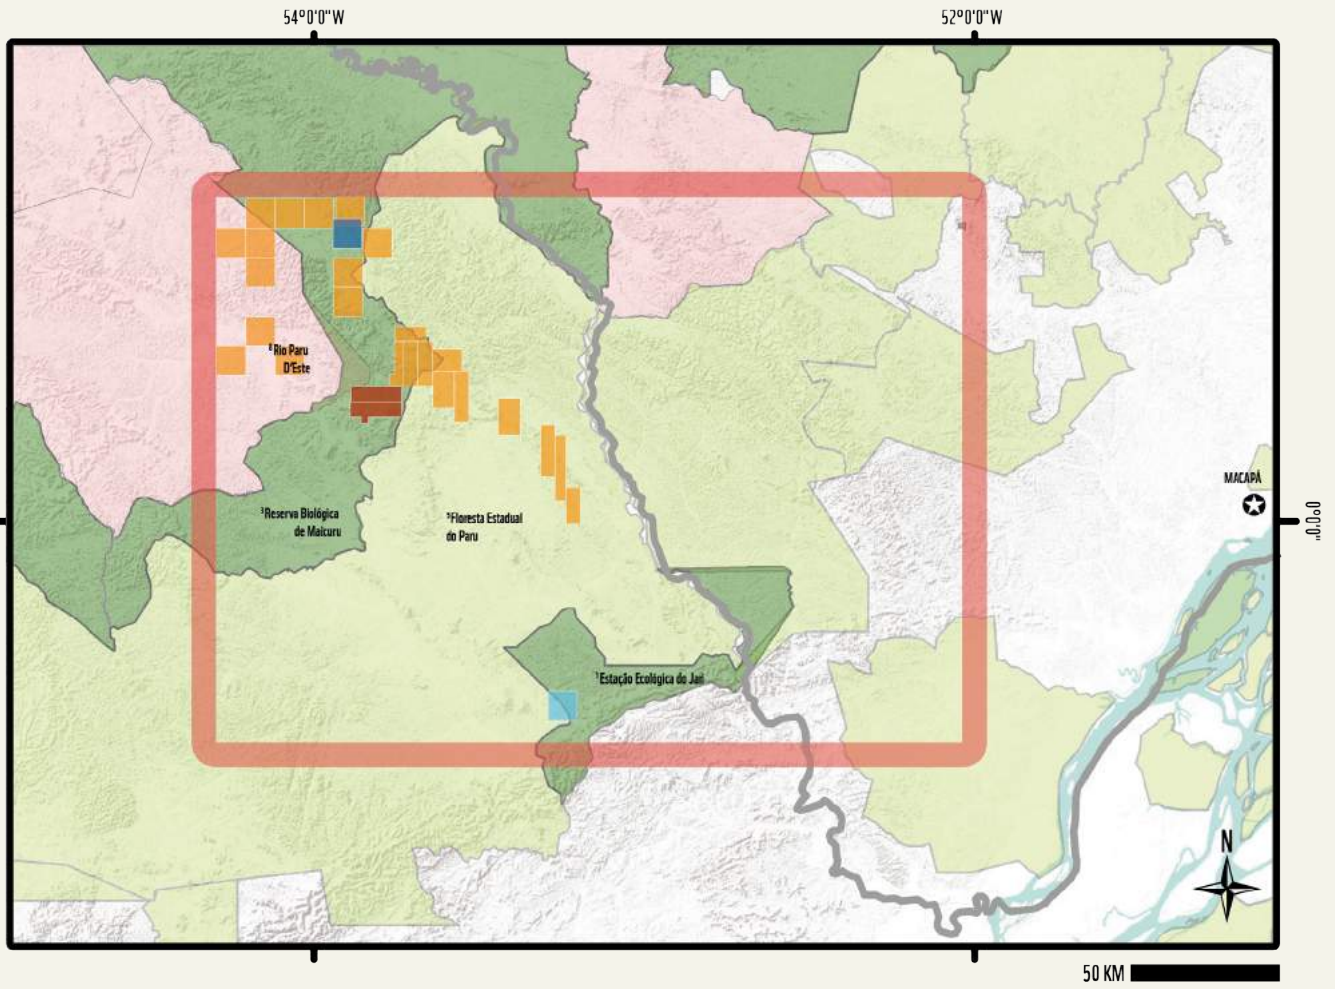 54°0'0"W
52°0'0"W
²Rio Paru
D'Este
MACAPÁ
³Reserva Biológica
de Maicuru
⁵Floresta Estadual
do Paru
0°0'0"
¹Estação Ecológica do Jari
N
50 KM